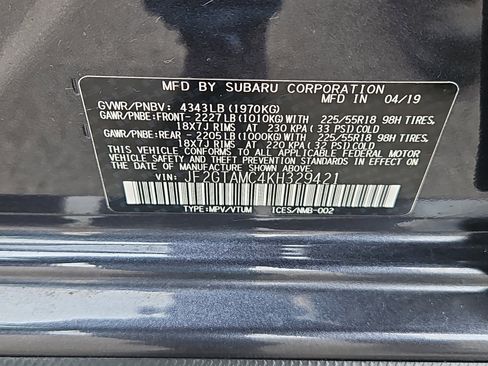 MFD BY SUBARU CORPORATION
MFD IN 04/19
GVWR/PNBV: 4343LB (1970KG)
GAWR/PNBE:FRONT- 2227LB (1010KG)WITH 225/55R18 98H TIRES,
18X7J RIMS AT 230 KPA (33 PSI)COLD
GAWR/PNBE:REAR - 2205LB (1000KG)WITH 225/55R18 98H TIRES,
18X7J RIMS AT 220 KPA (32 PSI)COLD
THIS VEHICLE CONFORMS TO ALL APPLICABLE FEDERAL MOTOR
VEHICLE SAFETY AND THEFT PREVENTION STANDARDS IN
EFFECT ON THE DATE OF MANUFACTURE SHOWN ABOVE.
VIN: JF2GTAMC4KH329421
TYPE:MPV/VTUM ICES/NMB-002